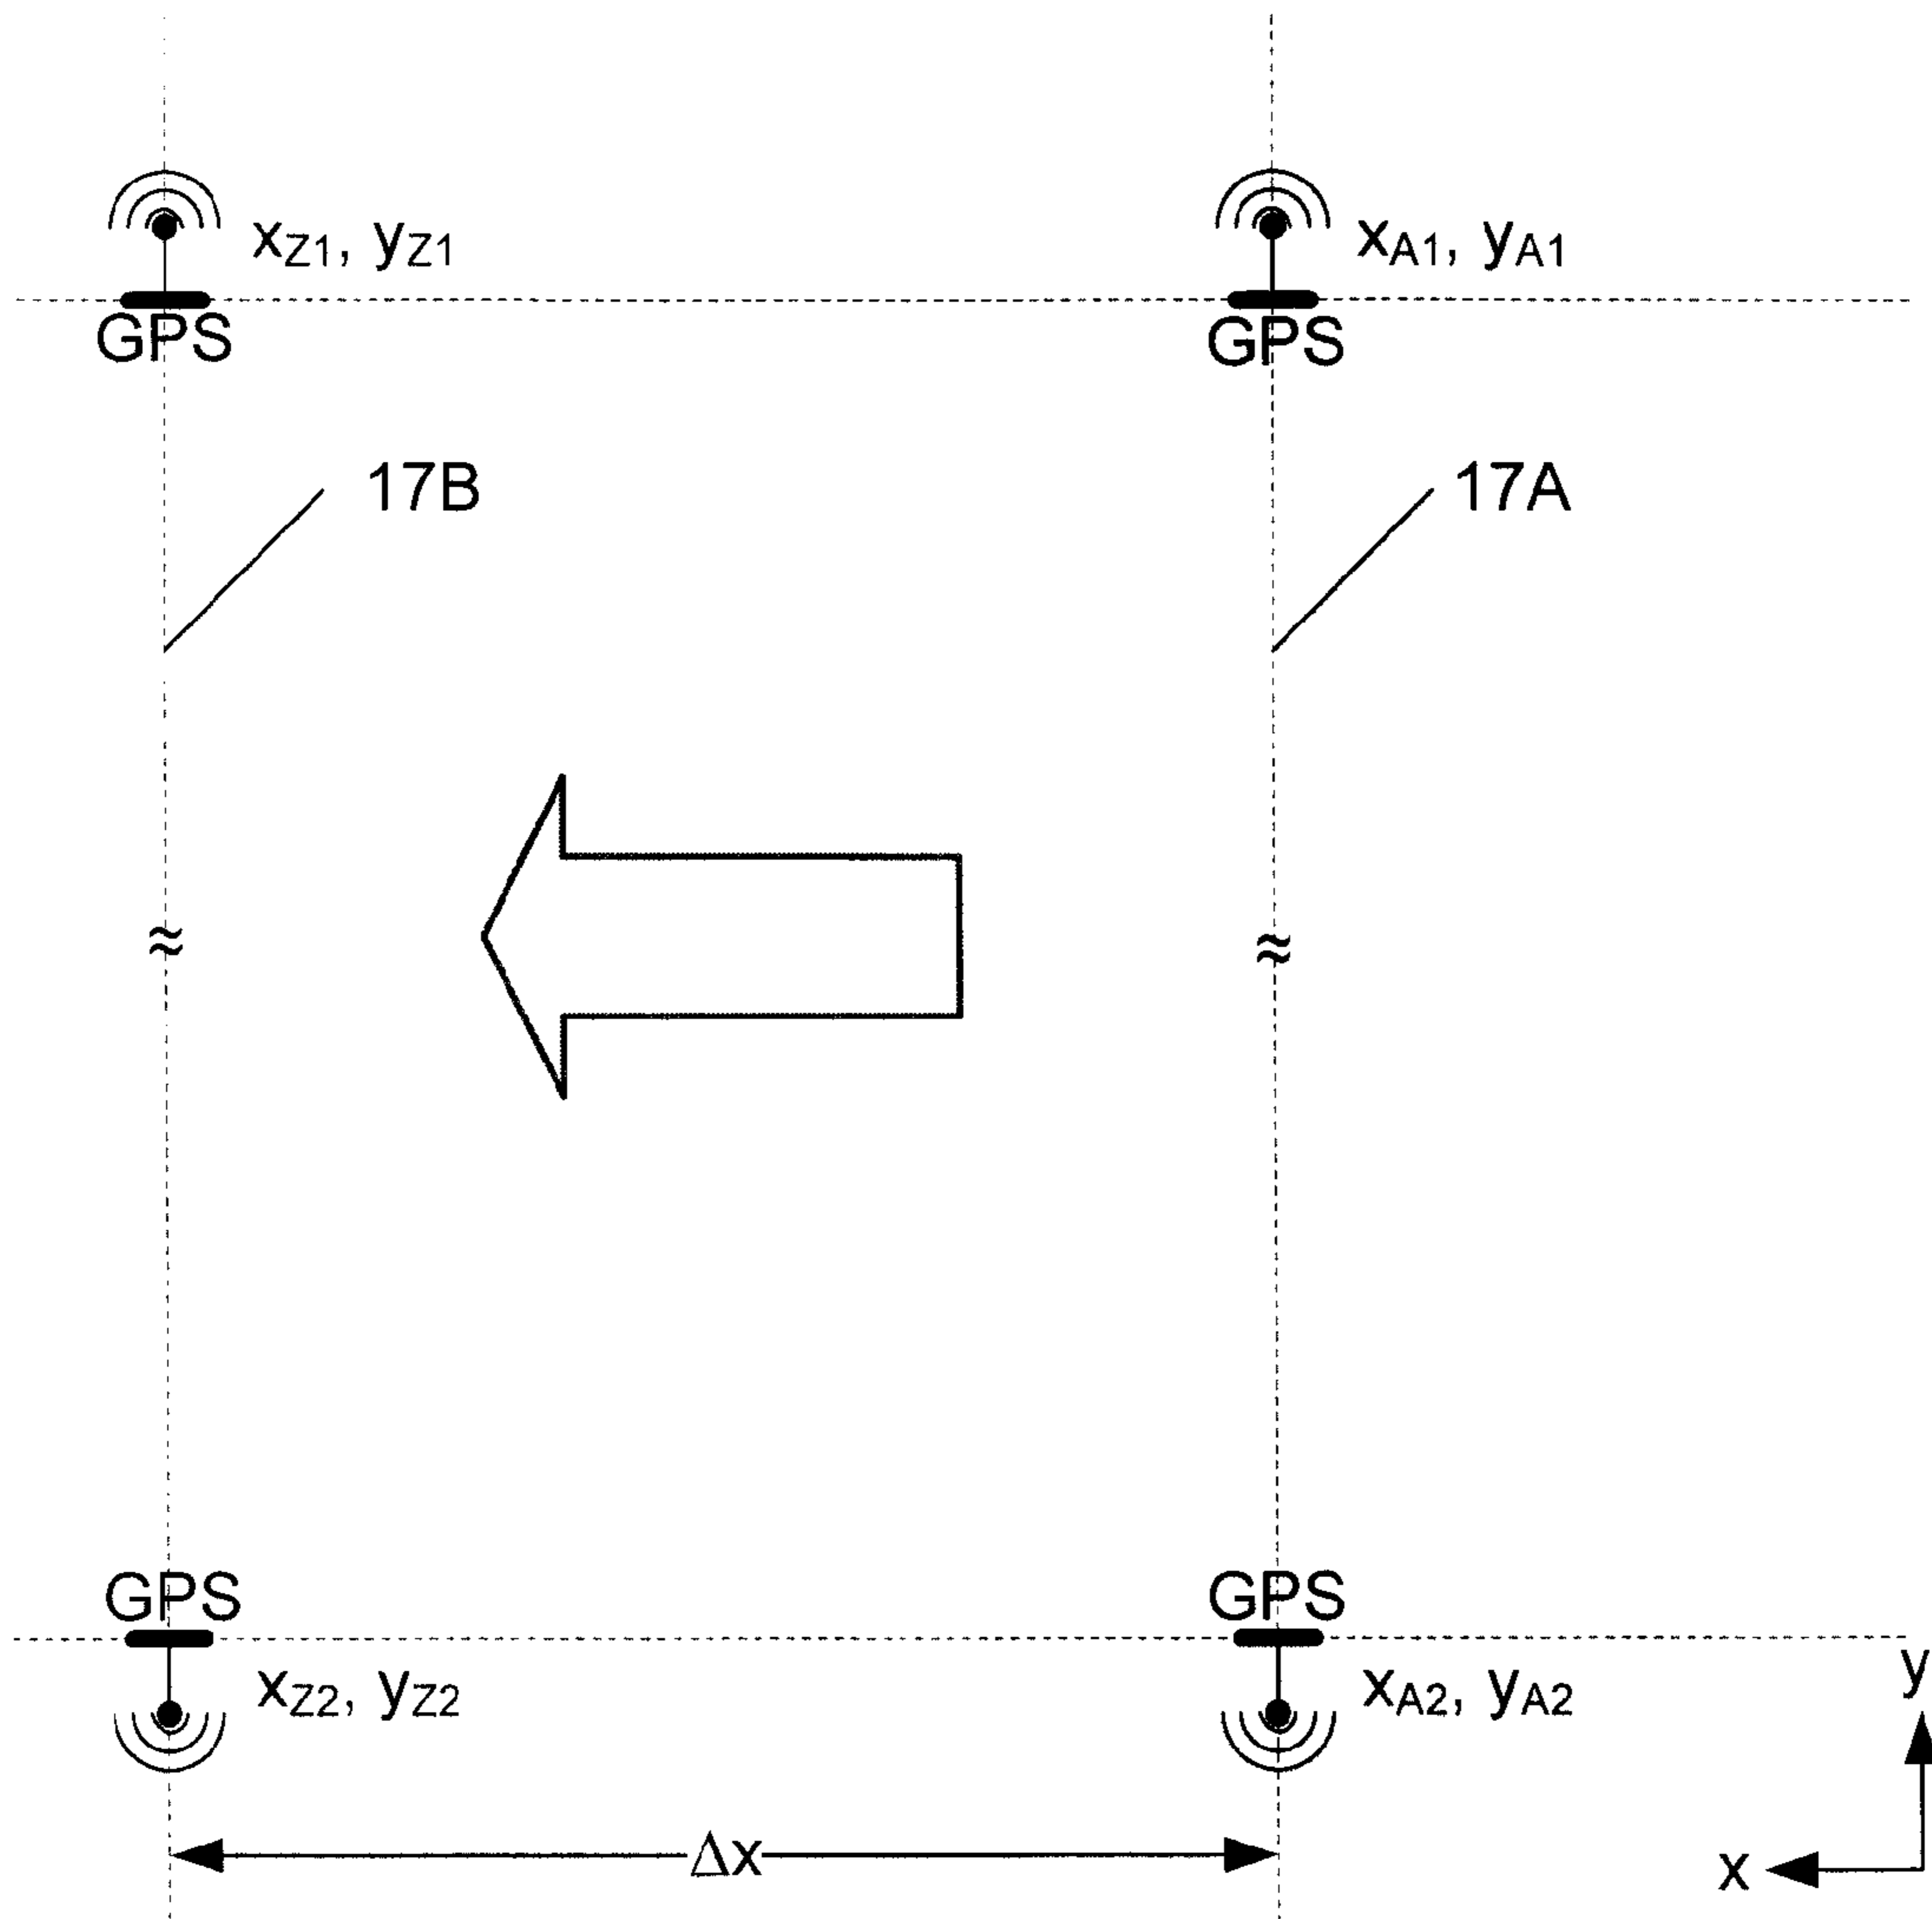 xZ1, yZ1
xA1, yA1
GPS
GPS
17B
17A
≈
≈
GPS
GPS
xZ2, yZ2
xA2, yA2
y
Δx
x